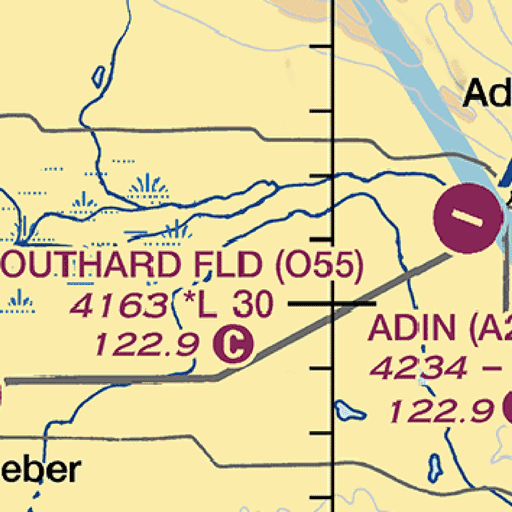 Ad
OUTHARD FLD (O55)
4163 *L 30
122.9 C
ADIN (A2
4234 –
122.9
eber